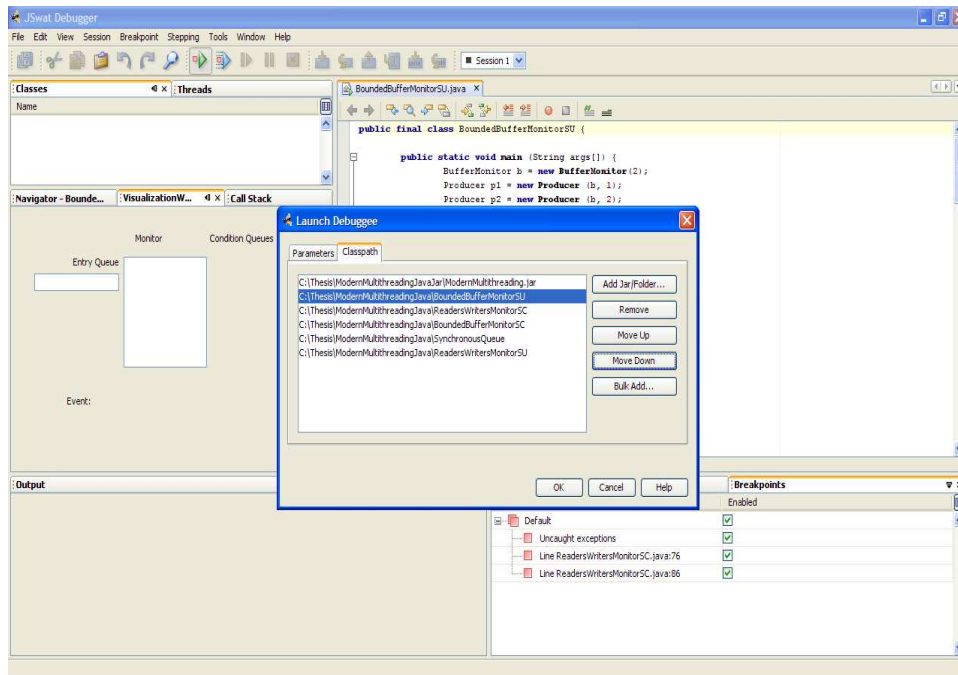 JSwat Debugger
File Edit View Session Breakpoint Stepping Tools Window Help
Session 1
Classes
Threads
Name
BoundedBufferMonitorSU.java
public final class BoundedBufferMonitorSU {
public static void main (String args[]) {
BufferMonitor b = new BufferMonitor(2);
Producer p1 = new Producer (b, 1);
Producer p2 = new Producer (b, 2);
Navigator - Bounde...
VisualizationW...
Call Stack
Monitor
Condition Queues
Entry Queue
Event:
Launch Debuggee
Parameters
Classpath
C:\Thesis\ModernMultithreadingJavaJar\ModernMultithreading.jar
C:\Thesis\ModernMultithreadingJava\BoundedBufferMonitorSU
C:\Thesis\ModernMultithreadingJava\ReadersWritersMonitorSC
C:\Thesis\ModernMultithreadingJava\BoundedBufferMonitorSC
C:\Thesis\ModernMultithreadingJava\SynchronousQueue
C:\Thesis\ModernMultithreadingJava\ReadersWritersMonitorSU
Add Jar/Folder...
Remove
Move Up
Move Down
Bulk Add...
OK
Cancel
Help
Output
Breakpoints
Enabled
Default
Uncaught exceptions
Line ReadersWritersMonitorSC.java:76
Line ReadersWritersMonitorSC.java:86